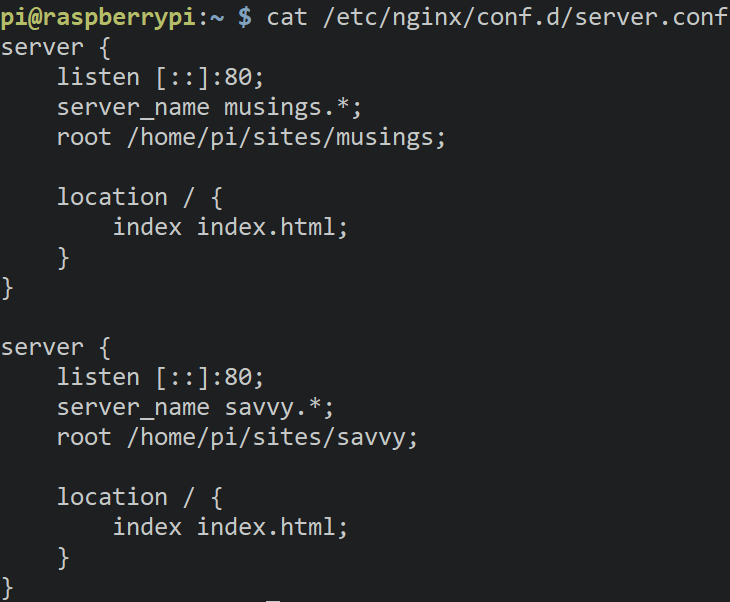 pi@raspberrypi:~ $ cat /etc/nginx/conf.d/server.conf
server {
    listen [::]:80;
    server_name musings.*;
    root /home/pi/sites/musings;

    location / {
        index index.html;
    }
}

server {
    listen [::]:80;
    server_name savvy.*;
    root /home/pi/sites/savvy;

    location / {
        index index.html;
    }
}